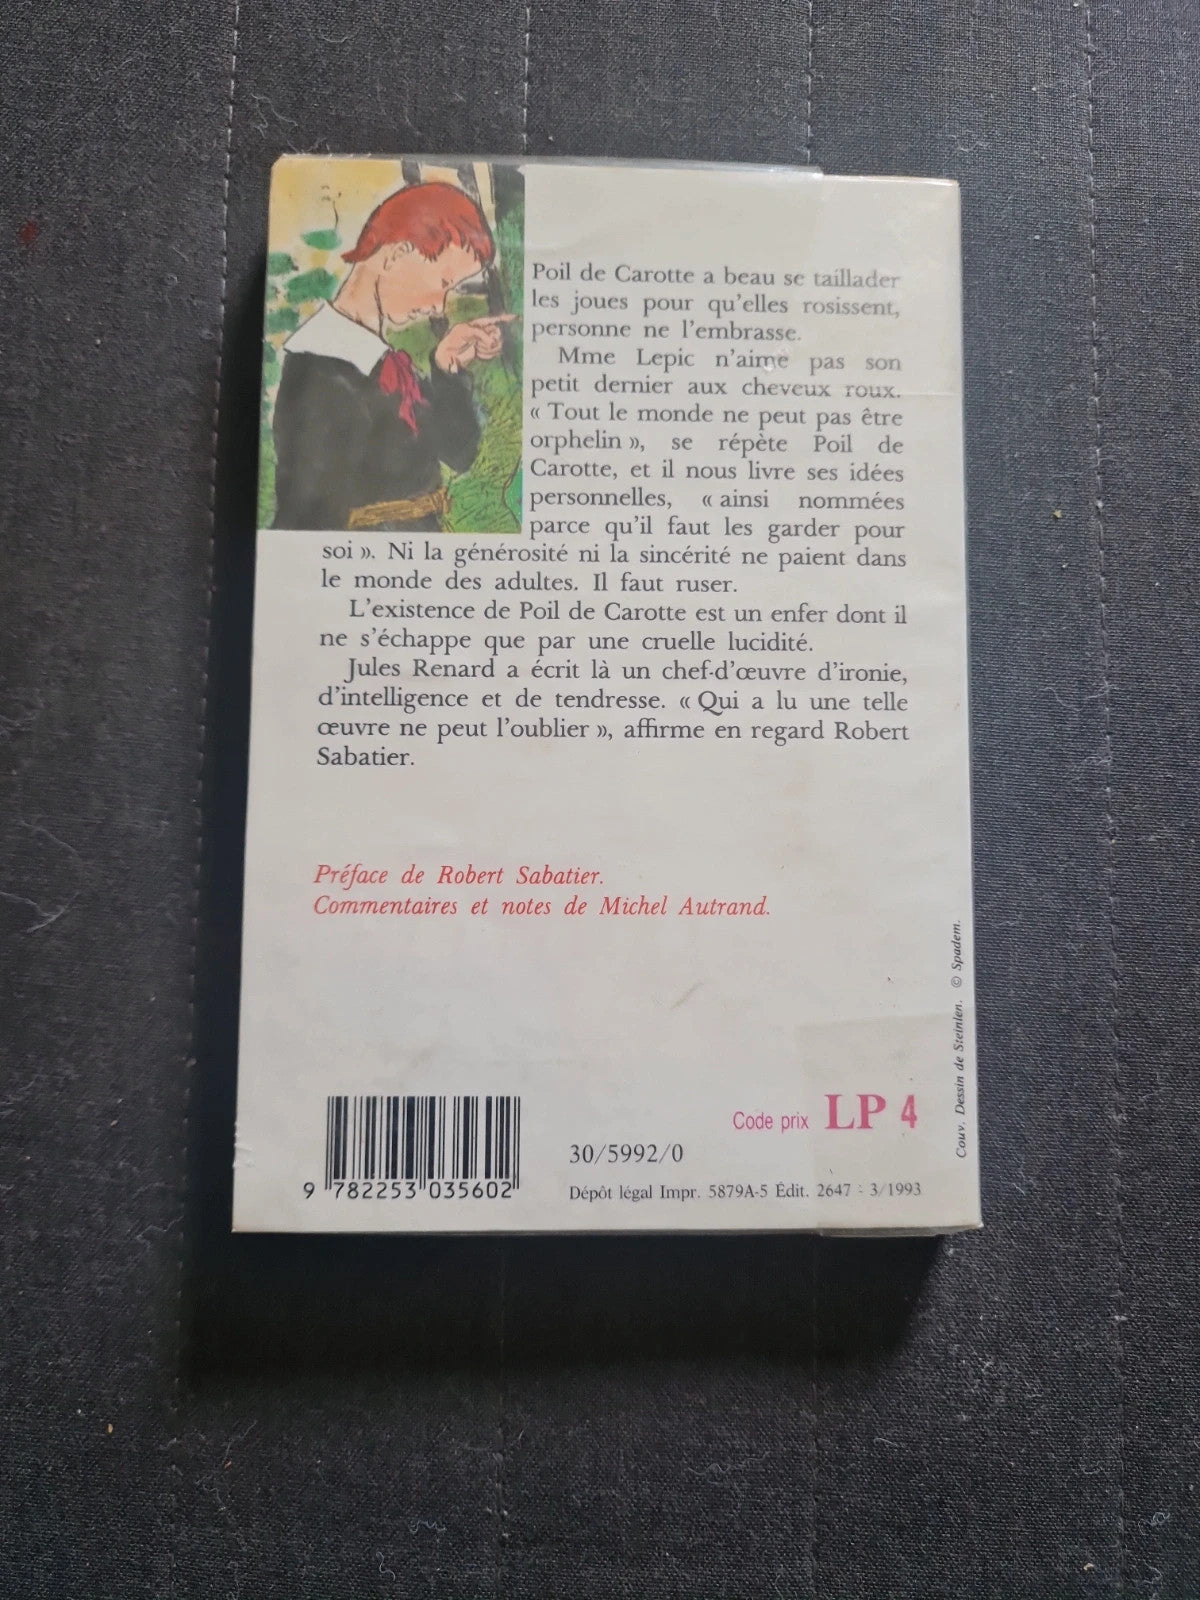 Poil de Carotte a beau se taillader
les joues pour qu'elles rosissent,
personne ne l'embrasse.
Mme Lepic n'aime pas son
petit dernier aux cheveux roux.
« Tout le monde ne peut pas être
orphelin », se répète Poil de
Carotte, et il nous livre ses idées
personnelles, « ainsi nommées
parce qu'il faut les garder pour
soi ». Ni la générosité ni la sincérité ne paient dans
le monde des adultes. Il faut ruser.
L'existence de Poil de Carotte est un enfer dont il
ne s'échappe que par une cruelle lucidité.
Jules Renard a écrit là un chef-d'œuvre d'ironie,
d'intelligence et de tendresse. « Qui a lu une telle
œuvre ne peut l'oublier », affirme en regard Robert
Sabatier.
Préface de Robert Sabatier.
Commentaires et notes de Michel Autrand.
Couv. Dessin de Steinlen. © Spadem.
Code prix LP 4
30/5992/0
9 782253 035602
Dépôt légal Impr. 5879A-5 Édit. 2647 - 3/1993